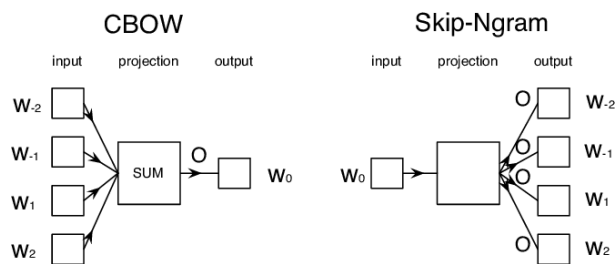 CBOW
input projection output
w-2
w-1
w1
w2
SUM
O
w0
Skip-Ngram
input projection output
w0
O
O
O
O
w-2
w-1
w1
w2